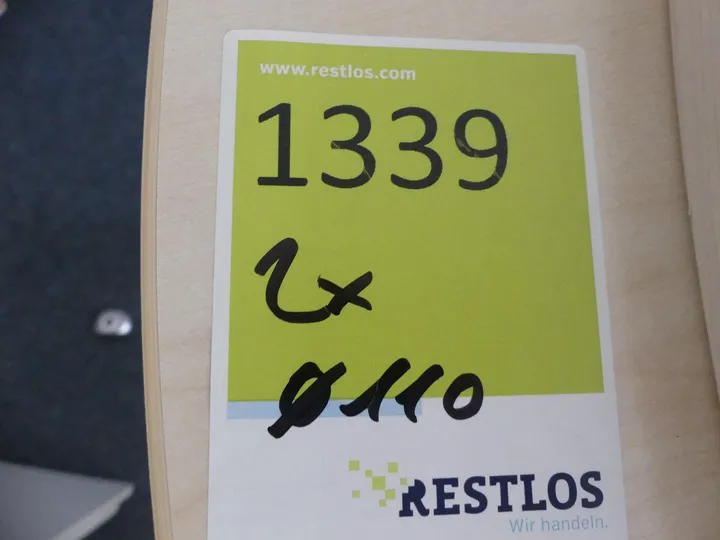 www.restlos.com
1339
2x
Ø110
RESTLOS
Wir handeln.